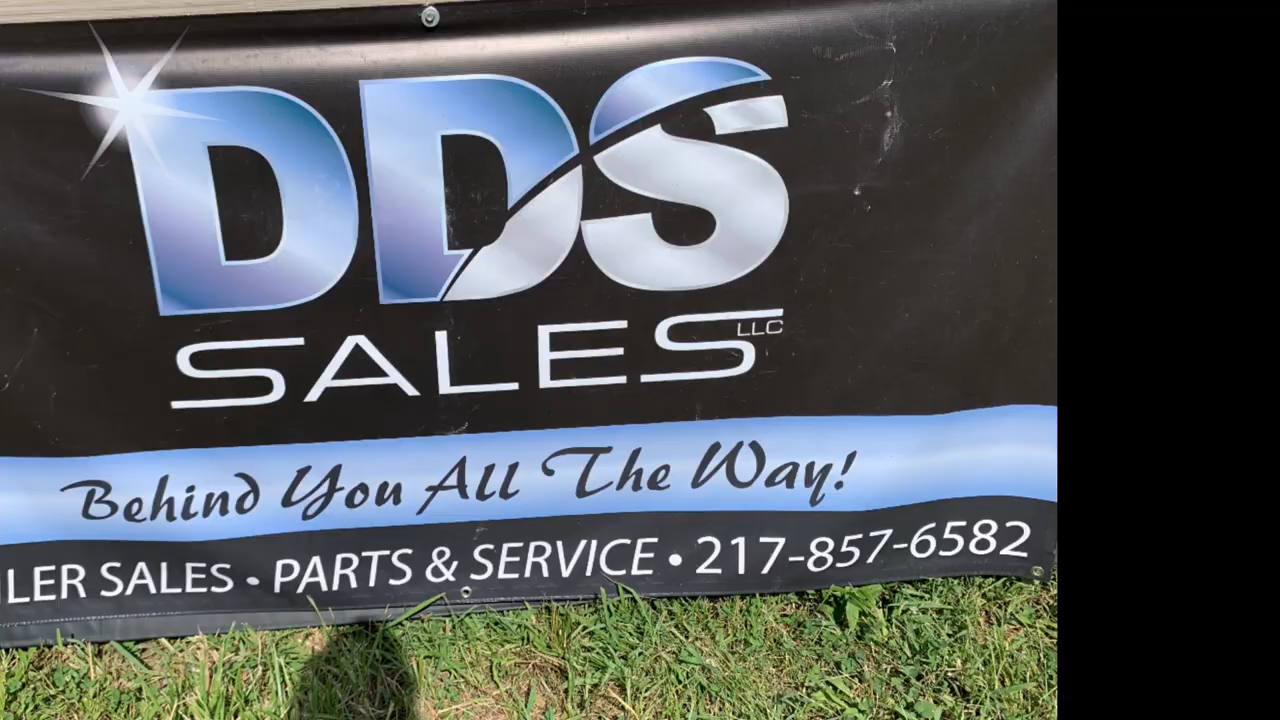 DDS
SALES LLC
Behind You All The Way!
LER SALES • PARTS & SERVICE • 217-857-6582